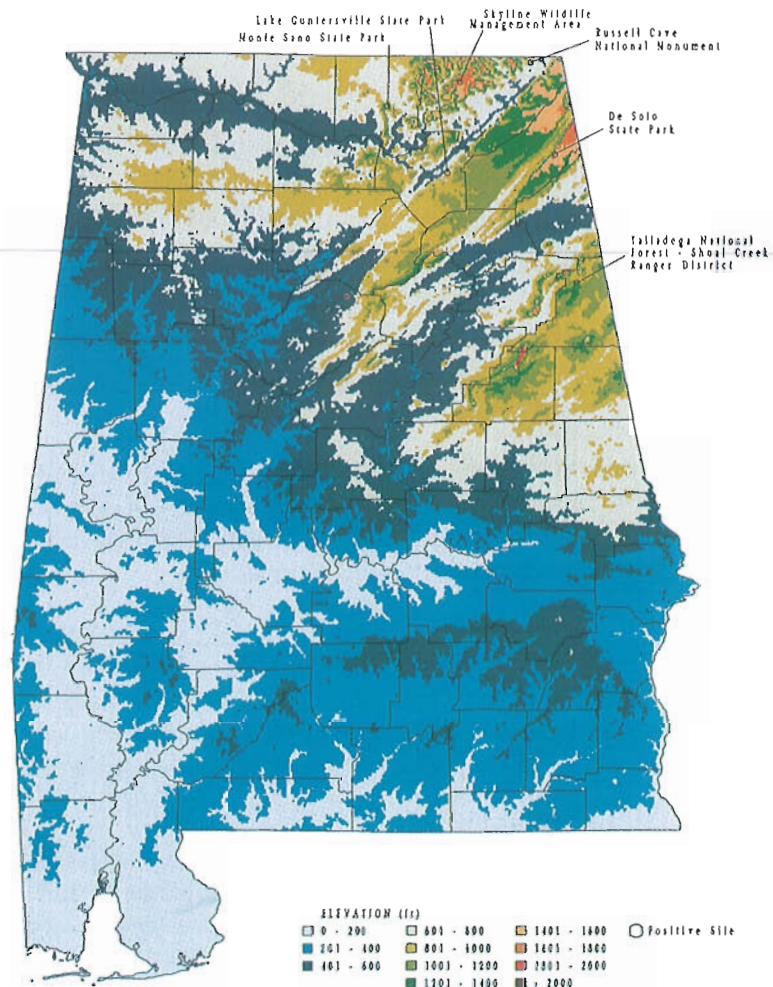 Lake Guntersville State Park
Monte Sano State Park
Skyline Wildlife
Management Area
Russell Cave
National Monument
De Soto
State Park
Talladega National
Forest - Shoal Creek
Ranger District
ELEVATION (ft)
0 - 200
201 - 400
401 - 600
601 - 800
801 - 1000
1001 - 1200
1201 - 1400
1401 - 1600
1601 - 1800
- 2000
> 2000
Positive Site